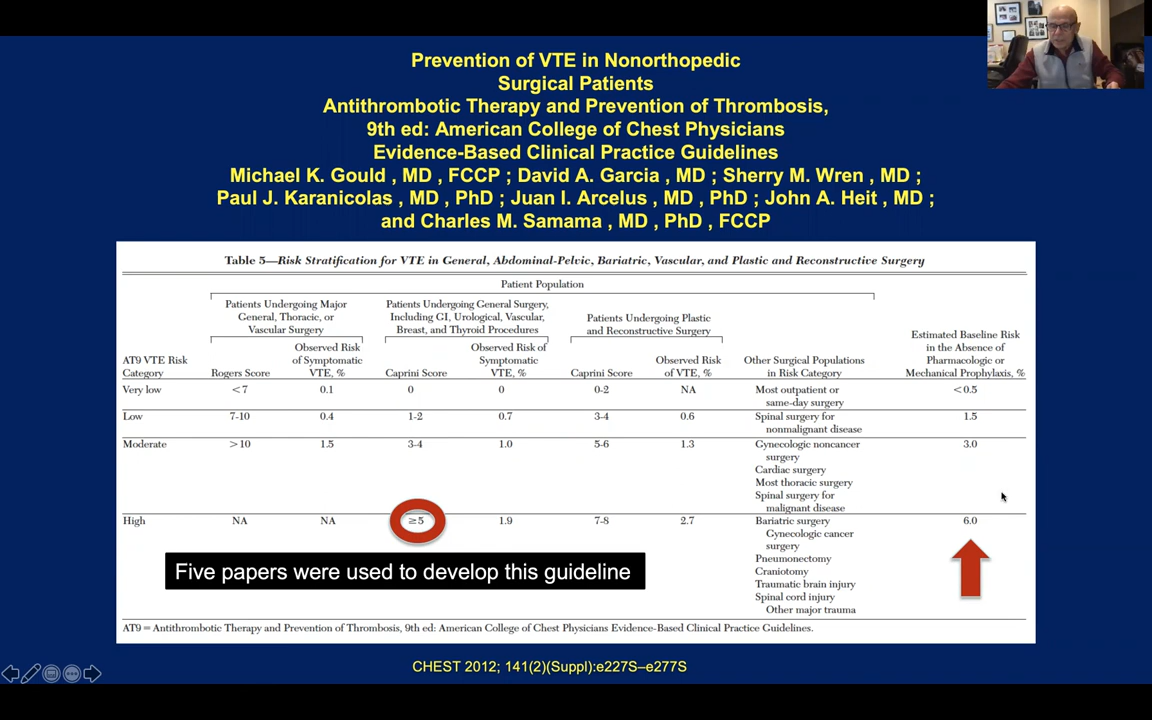 Prevention of VTE in Nonorthopedic
Surgical Patients
Antithrombotic Therapy and Prevention of Thrombosis,
9th ed: American College of Chest Physicians
Evidence-Based Clinical Practice Guidelines
Michael K. Gould , MD , FCCP ; David A. Garcia , MD ; Sherry M. Wren , MD ;
Paul J. Karanicolas , MD , PhD ; Juan I. Arcelus , MD , PhD ; John A. Heit , MD ;
and Charles M. Samama , MD , PhD , FCCP
Table 5—Risk Stratification for VTE in General, Abdominal-Pelvic, Bariatric, Vascular, and Plastic and Reconstructive Surgery
Patient Population
Patients Undergoing Major
General, Thoracic, or
Vascular Surgery
Patients Undergoing General Surgery,
Including GI, Urological, Vascular,
Breast, and Thyroid Procedures
Patients Undergoing Plastic
and Reconstructive Surgery
AT9 VTE Risk
Category
Rogers Score
Observed Risk
of Symptomatic
VTE, %
Caprini Score
Observed Risk of
Symptomatic
VTE, %
Caprini Score
Observed Risk
of VTE, %
Other Surgical Populations
in Risk Category
Estimated Baseline Risk
in the Absence of
Pharmacologic or
Mechanical Prophylaxis, %
Very low <7 0.1 0 0 0-2 NA Most outpatient or <0.5
same-day surgery
Low 7-10 0.4 1-2 0.7 3-4 0.6 Spinal surgery for 1.5
nonmalignant disease
Moderate >10 1.5 3-4 1.0 5-6 1.3 Gynecologic noncancer 3.0
surgery
Cardiac surgery
Most thoracic surgery
Spinal surgery for
malignant disease
High NA NA ≥5 1.9 7-8 2.7 Bariatric surgery 6.0
Gynecologic cancer
surgery
Pneumonectomy
Craniotomy
Traumatic brain injury
Spinal cord injury
Other major trauma
Five papers were used to develop this guideline
AT9 = Antithrombotic Therapy and Prevention of Thrombosis, 9th ed: American College of Chest Physicians Evidence-Based Clinical Practice Guidelines.
CHEST 2012; 141(2)(Suppl):e227S–e277S